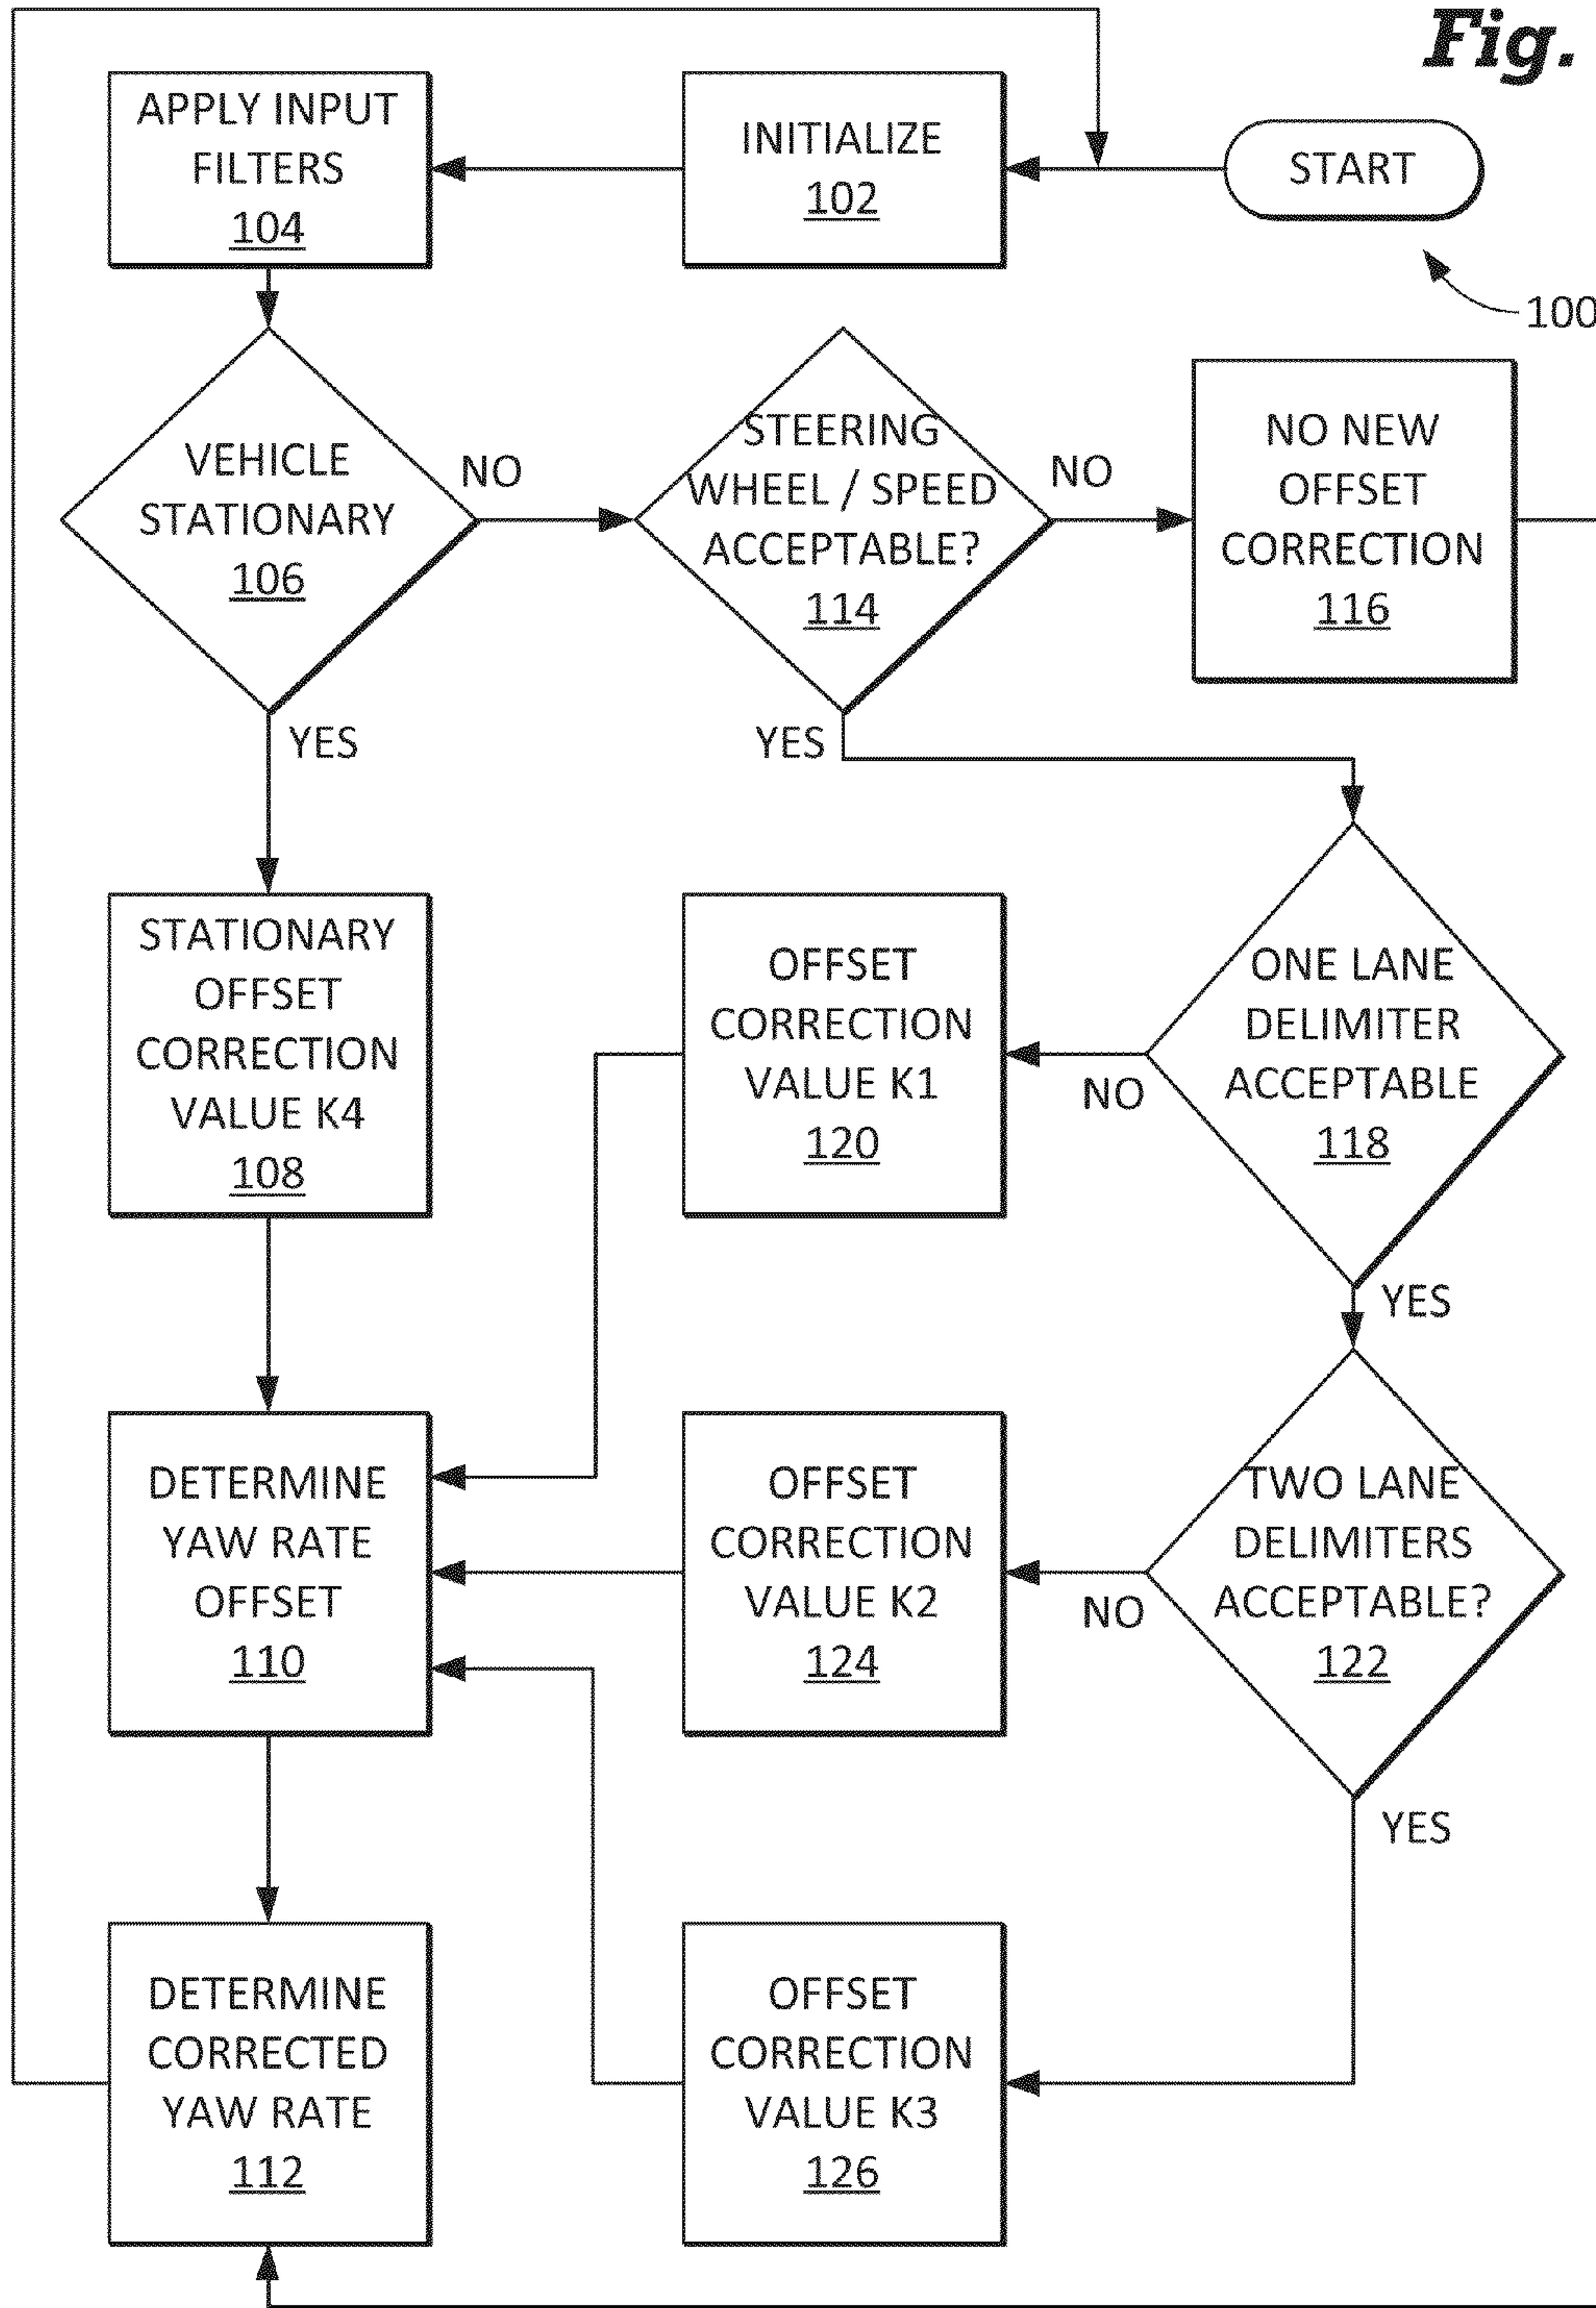 Fig.
APPLY INPUT
FILTERS
104
INITIALIZE
102
START
100
VEHICLE
STATIONARY
106
NO
STEERING
WHEEL / SPEED
ACCEPTABLE?
114
NO
NO NEW
OFFSET
CORRECTION
116
YES
YES
STATIONARY
OFFSET
CORRECTION
VALUE K4
108
OFFSET
CORRECTION
VALUE K1
120
NO
ONE LANE
DELIMITER
ACCEPTABLE
118
YES
DETERMINE
YAW RATE
OFFSET
110
OFFSET
CORRECTION
VALUE K2
124
NO
TWO LANE
DELIMITERS
ACCEPTABLE?
122
YES
DETERMINE
CORRECTED
YAW RATE
112
OFFSET
CORRECTION
VALUE K3
126